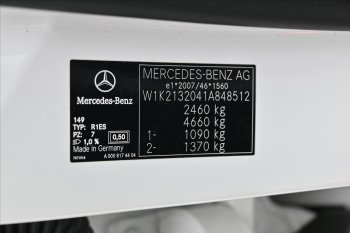 MERCEDES-BENZ AG
e1*2007/46*1560
W1K2132041A848512
2460 kg
4660 kg
1- 1090 kg
2- 1370 kg
Mercedes-Benz
149
TYP: R1ES
PZ: 7 0,50
1,0 %
Made in Germany
A 000 817 44 04